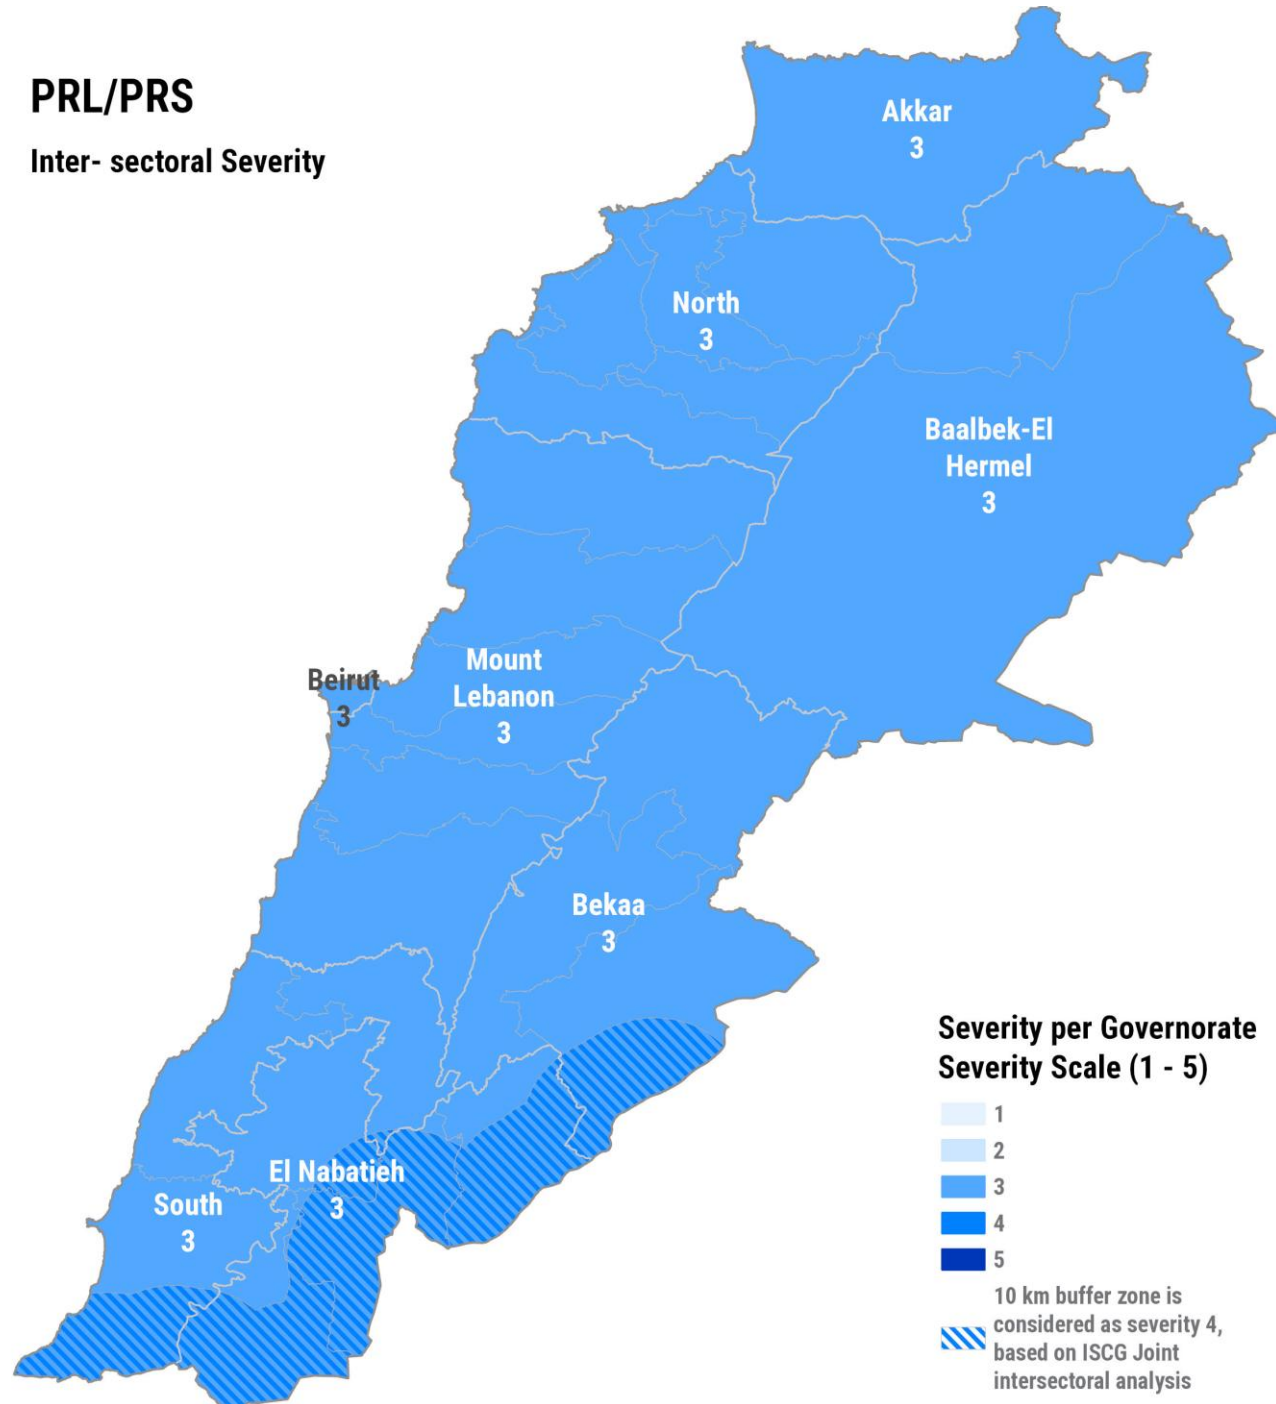 PRL/PRS
Inter- sectoral Severity
Akkar
3
North
3
Baalbek-El
Hermel
3
Beirut
3
Mount
Lebanon
3
Bekaa
3
El Nabatieh
3
South
3
Severity per Governorate
Severity Scale (1 - 5)
1
2
3
4
5
10 km buffer zone is
considered as severity 4,
based on ISCG Joint
intersectoral analysis